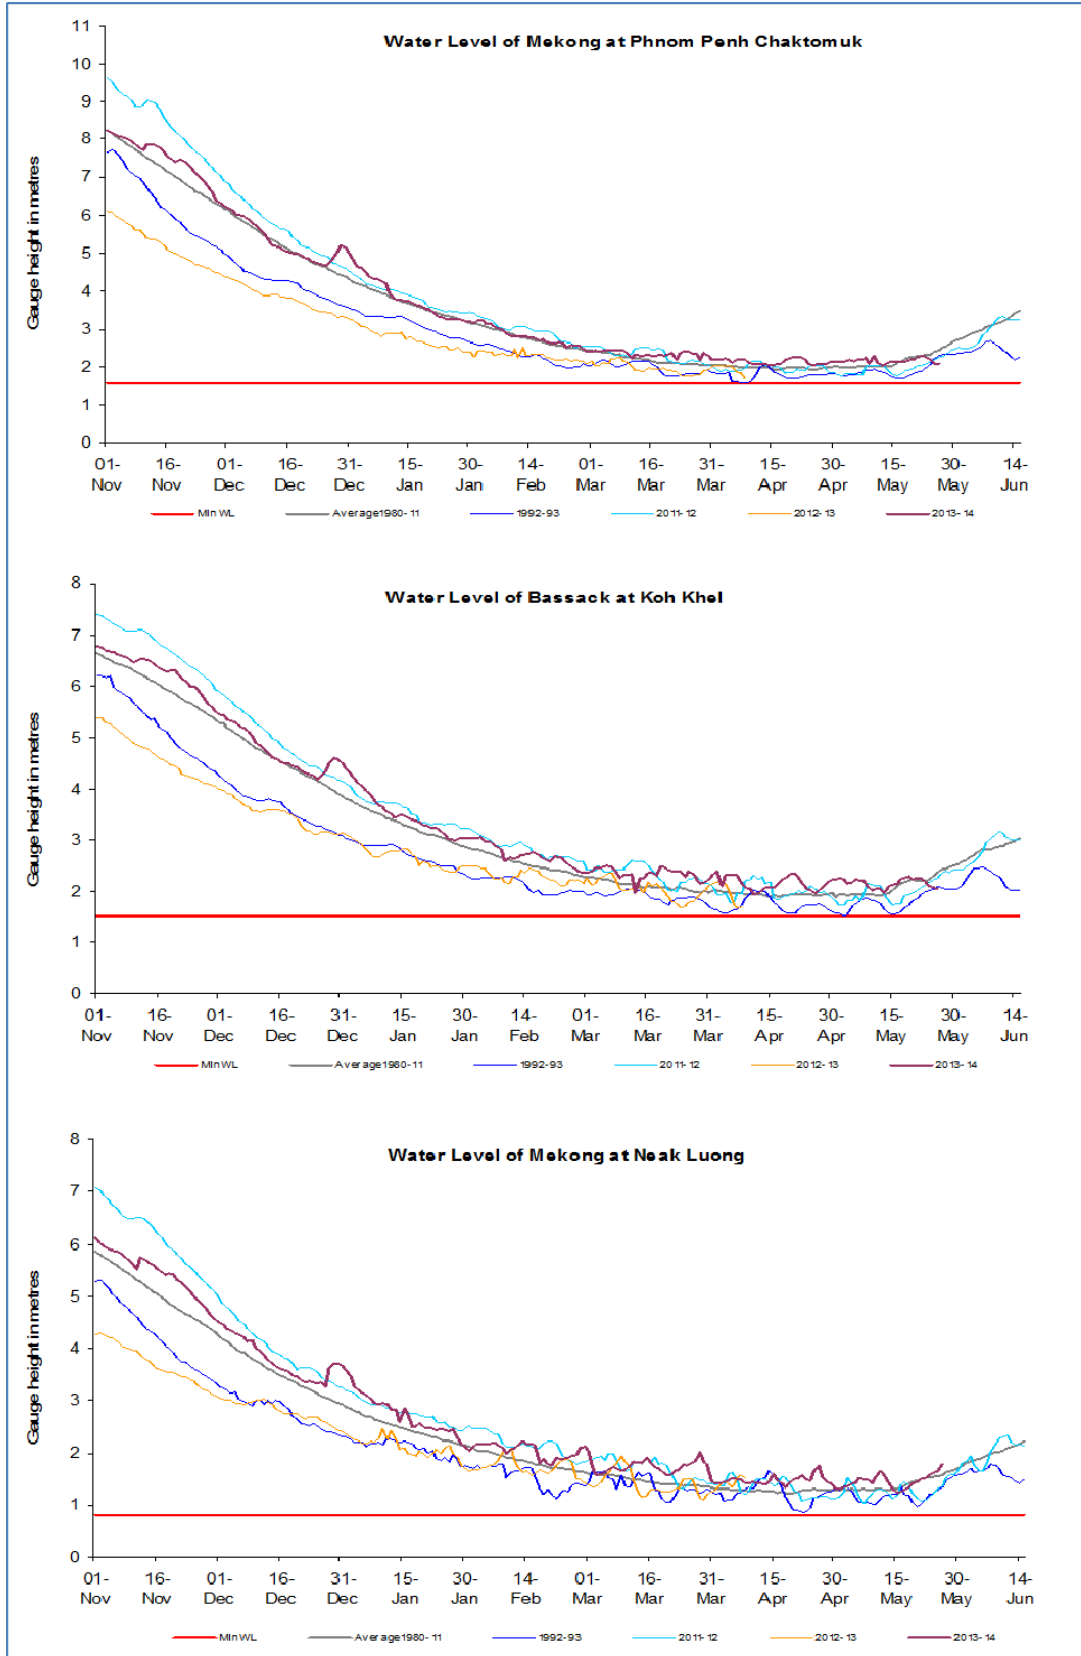 Water Level of Mekong at Phnom Penh Chaktomuk
Gauge height in metres
11
10
9
8
7
6
5
4
3
2
1
0
01- 16- 01- 16- 31- 15- 30- 14- 01- 16- 31- 15- 30- 15- 30- 14-
Nov Nov Dec Dec Dec Jan Jan Feb Mar Mar Mar Apr Apr May May Jun
Min WL Average1980-11 1992-93 2011-12 2012-13 2013-14
Water Level of Bassack at Koh Khel
Gauge height in metres
8
7
6
5
4
3
2
1
0
01- 16- 01- 16- 31- 15- 30- 14- 01- 16- 31- 15- 30- 15- 30- 14-
Nov Nov Dec Dec Dec Jan Jan Feb Mar Mar Mar Apr Apr May May Jun
Min WL Average1980-11 1992-93 2011-12 2012-13 2013-14
Water Level of Mekong at Neak Luong
Gauge height in metres
8
7
6
5
4
3
2
1
0
01- 16- 01- 16- 31- 15- 30- 14- 01- 16- 31- 15- 30- 15- 30- 14-
Nov Nov Dec Dec Dec Jan Jan Feb Mar Mar Mar Apr Apr May May Jun
Min WL Average1980-11 1992-93 2011-12 2012-13 2013-14